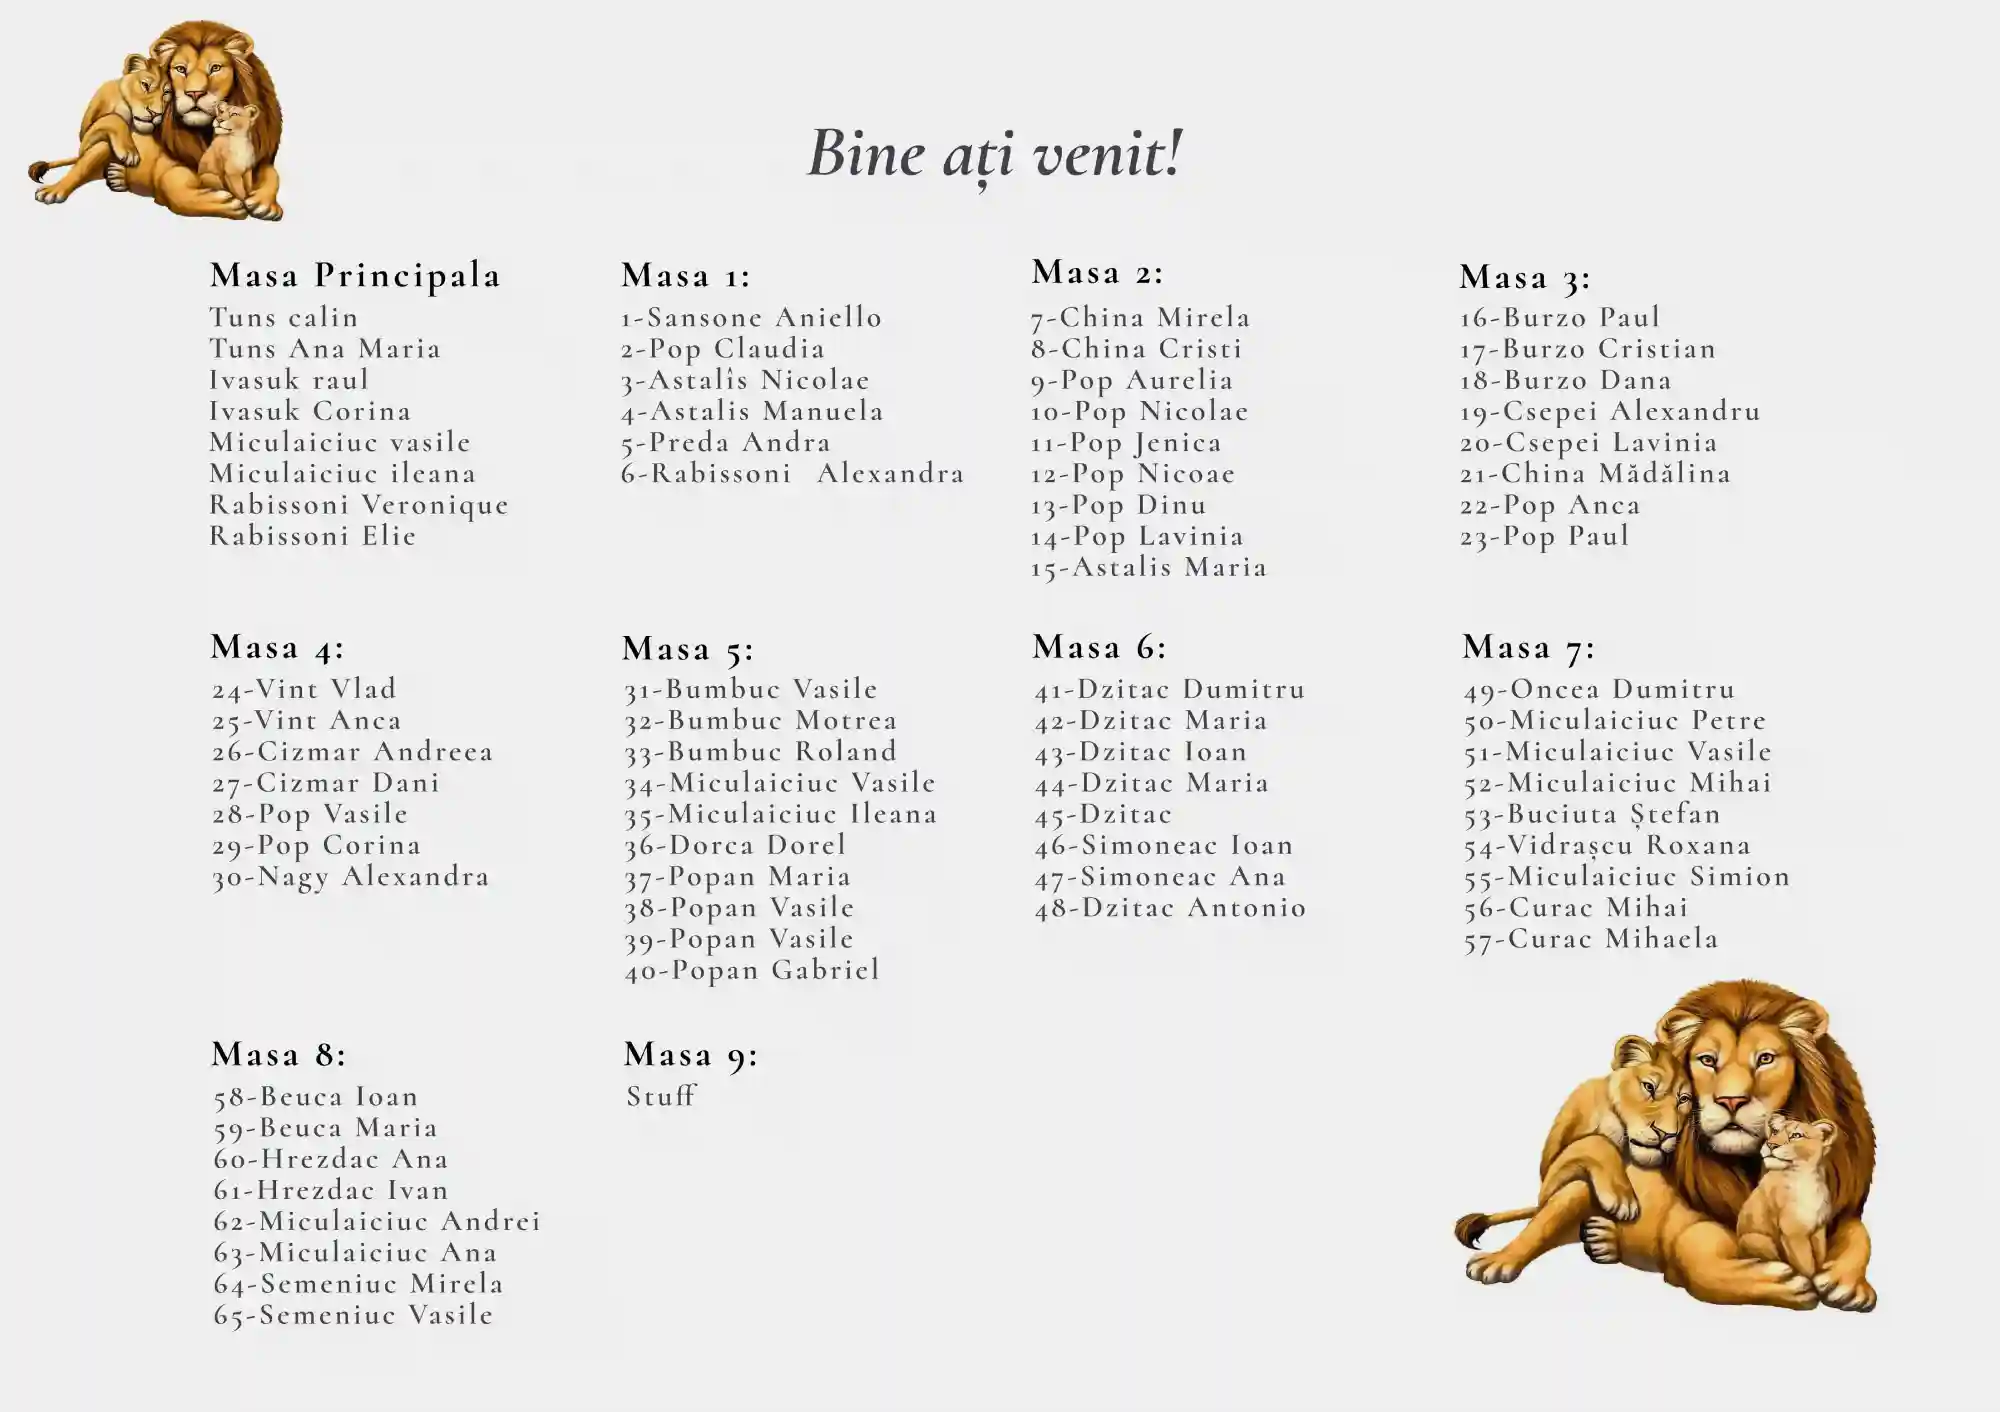 Bine ați venit!
Masa Principala
Tuns calin
Tuns Ana Maria
Ivasuk raul
Ivasuk Corina
Miculaiciuc vasile
Miculaiciuc ileana
Rabissoni Veronique
Rabissoni Elie
Masa 1:
1-Sansone Aniello
2-Pop Claudia
3-Astalîs Nicolae
4-Astalis Manuela
5-Preda Andra
6-Rabissoni  Alexandra
Masa 2:
7-China Mirela
8-China Cristi
9-Pop Aurelia
10-Pop Nicolae
11-Pop Jenica
12-Pop Nicoae
13-Pop Dinu
14-Pop Lavinia
15-Astalis Maria
Masa 3:
16-Burzo Paul
17-Burzo Cristian
18-Burzo Dana
19-Csepei Alexandru
20-Csepei Lavinia
21-China Mădălina
22-Pop Anca
23-Pop Paul
Masa 4:
24-Vint Vlad
25-Vint Anca
26-Cizmar Andreea
27-Cizmar Dani
28-Pop Vasile
29-Pop Corina
30-Nagy Alexandra
Masa 5:
31-Bumbuc Vasile
32-Bumbuc Motrea
33-Bumbuc Roland
34-Miculaiciuc Vasile
35-Miculaiciuc Ileana
36-Dorca Dorel
37-Popan Maria
38-Popan Vasile
39-Popan Vasile
40-Popan Gabriel
Masa 6:
41-Dzitac Dumitru
42-Dzitac Maria
43-Dzitac Ioan
44-Dzitac Maria
45-Dzitac
46-Simoneac Ioan
47-Simoneac Ana
48-Dzitac Antonio
Masa 7:
49-Oncea Dumitru
50-Miculaiciuc Petre
51-Miculaiciuc Vasile
52-Miculaiciuc Mihai
53-Buciuta Ștefan
54-Vidrașcu Roxana
55-Miculaiciuc Simion
56-Curac Mihai
57-Curac Mihaela
Masa 8:
58-Beuca Ioan
59-Beuca Maria
60-Hrezdac Ana
61-Hrezdac Ivan
62-Miculaiciuc Andrei
63-Miculaiciuc Ana
64-Semeniuc Mirela
65-Semeniuc Vasile
Masa 9:
Stuff